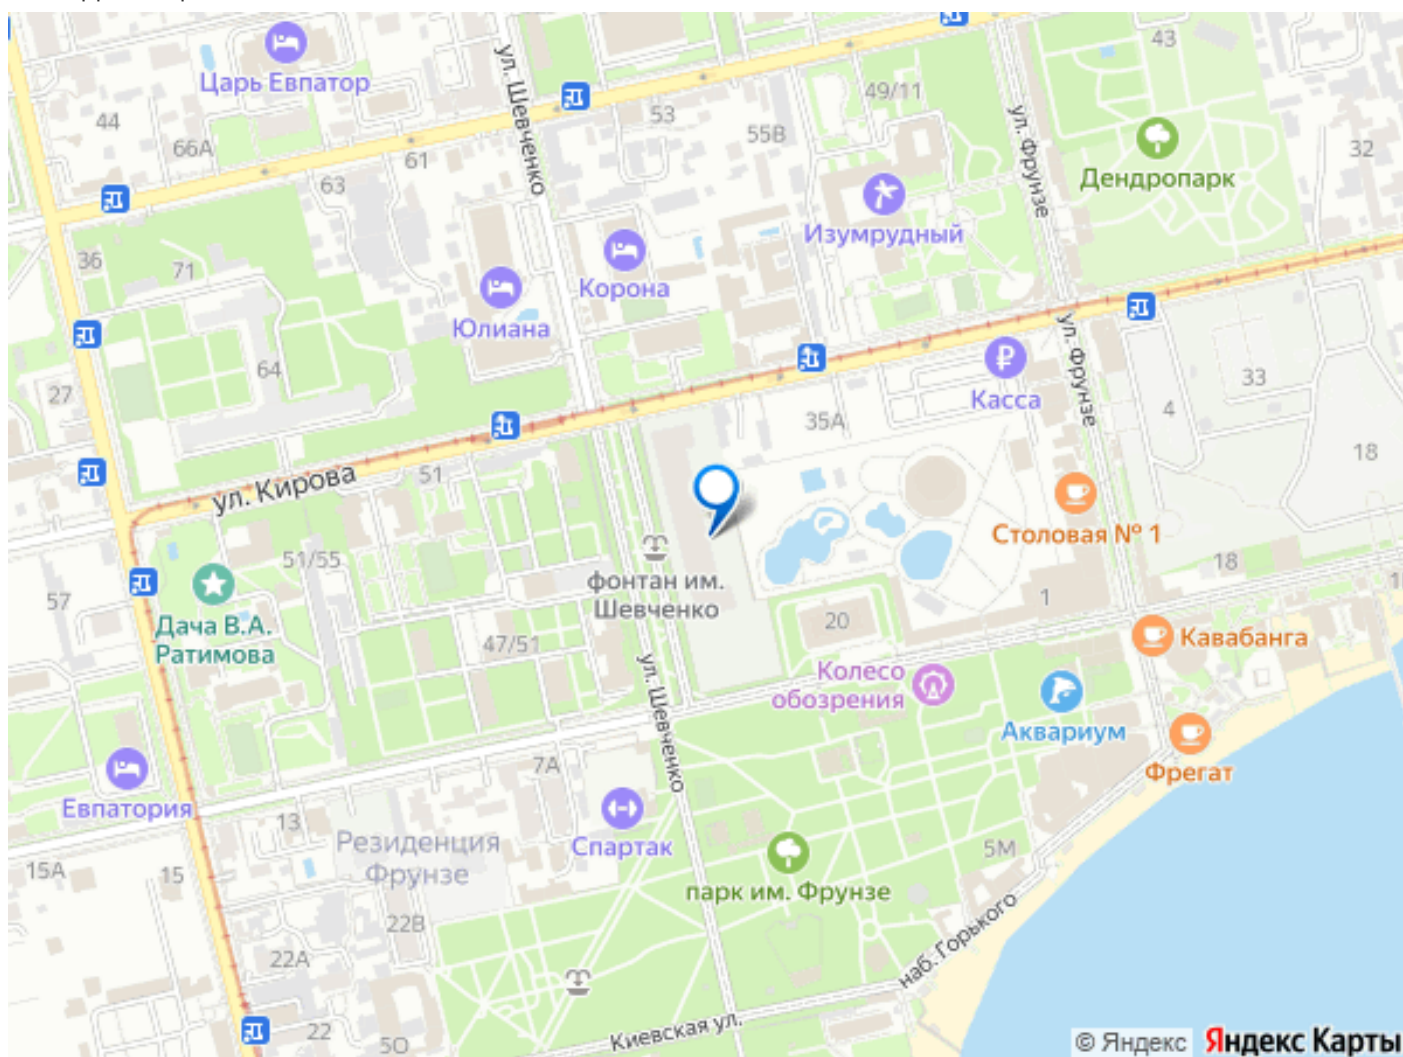 Царь Евпатор
ул. Шевченко
43
49/11
44
53
66А
55В
61
63
ул. Фрунзе
32
Дендропарк
Изумрудный
36
71
Корона
Юлиана
ул. Фрунзе
64
27
33
Касса
4
35А
18
51
ул. Кирова
Столовая № 1
51/55
фонтан им.
Шевченко
18
57
1
20
Дача В.А.
Ратимова
47/51
Кавабанга
Колесо
обозрения
ул. Шевченко
Аквариум
7А
Фрегат
Евпатория
13
Резиденция
Фрунзе
Спартак
5М
15А
15
парк им. Фрунзе
22В
наб. Горького
22А
22
50
Киевская ул.
© Яндекс Яндекс Карты